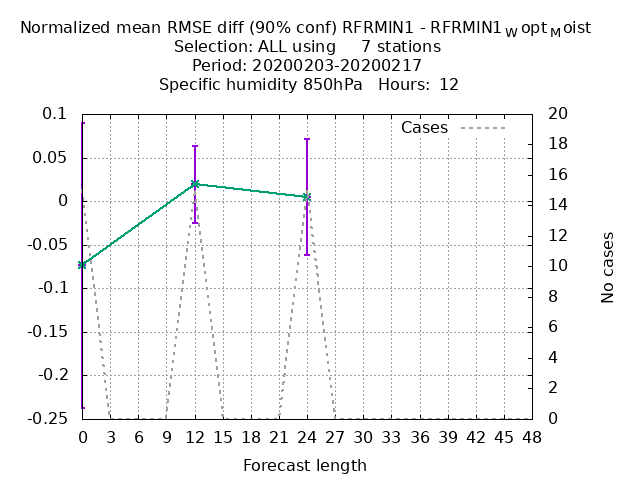 Normalized mean RMSE diff (90% conf) RFRMIN1 - RFRMIN1WoptMoist
Selection: ALL using 7 stations
Period: 20200203-20200217
Specific humidity 850hPa Hours: 12
Cases
0.1
0.05
0
-0.05
-0.1
-0.15
-0.2
-0.25
20
18
16
14
12
10
8
6
4
2
0
No cases
0 3 6 9 12 15 18 21 24 27 30 33 36 39 42 45 48
Forecast length